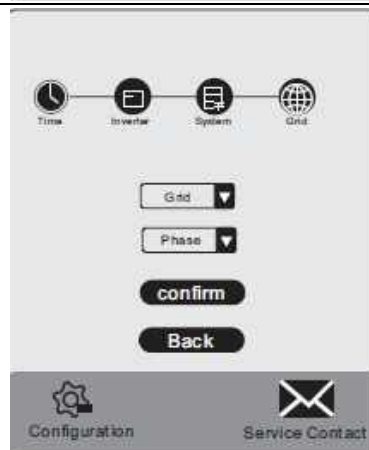 Time Inverter System Grid
Grid
Phase
confirm
Back
Configuration Service Contact